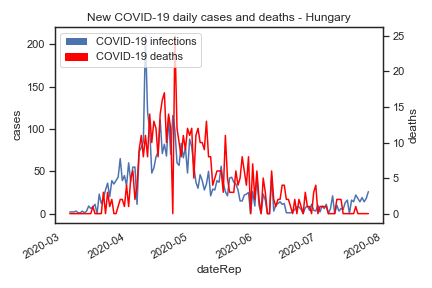 New COVID-19 daily cases and deaths - Hungary
COVID-19 infections
COVID-19 deaths
200
150
100
50
0
cases
25
20
15
10
5
0
deaths
2020-03
2020-04
2020-05
2020-06
2020-07
2020-08
dateRep